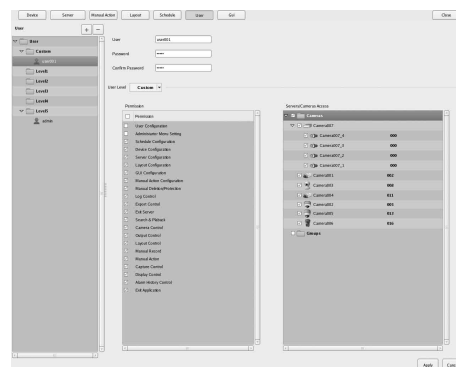 Device Server Manual Action Layout Schedule User GUI Close
User + -
User
Custom
user001
Level1
Level2
Level3
Level4
Level5
admin
User user001
Password *****
Confirm Password *****
User Level Custom
Permission
Permission
User Configuration
Administrator Menu Setting
Schedule Configuration
Device Configuration
Server Configuration
Layout Configuration
GUI Configuration
Manual Action Configuration
Manual Deletion/Protection
Log Control
Export Control
Exit Server
Search & Playback
Camera Control
Output Control
Layout Control
Manual Record
Manual Action
Capture Control
Display Control
Alarm History Control
Exit Application
Servers/Cameras Access
Cameras
Camera007
Camera007_4 000
Camera007_3 000
Camera007_2 000
Camera007_1 000
Camera001 002
Camera003 008
Camera004 011
Camera002 005
Camera005 013
Camera006 016
Groups
Apply